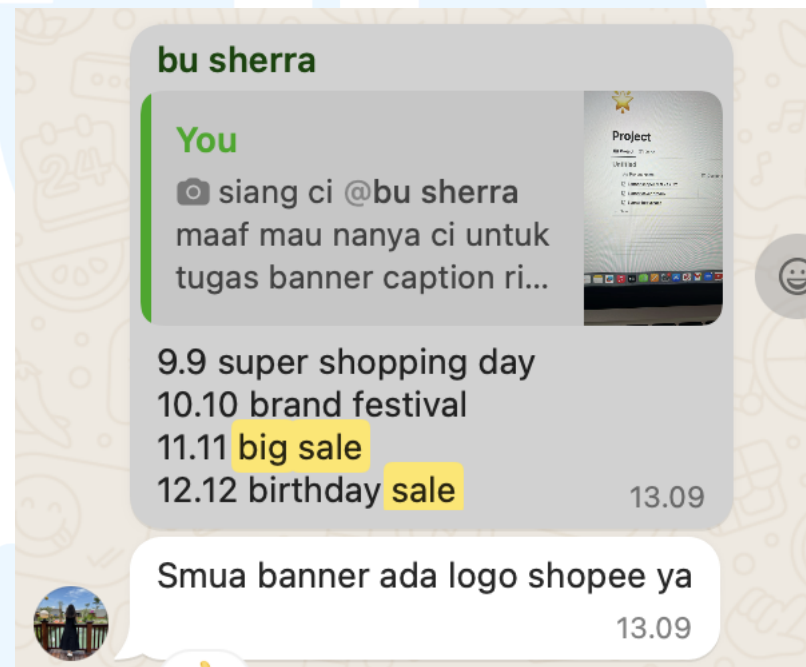 bu sherra
You
siang ci @bu sherra
maaf mau nanya ci untuk
tugas banner caption ri...
Project
9.9 super shopping day
10.10 brand festival
11.11 big sale
12.12 birthday sale
13.09
Smua banner ada logo shopee ya
13.09